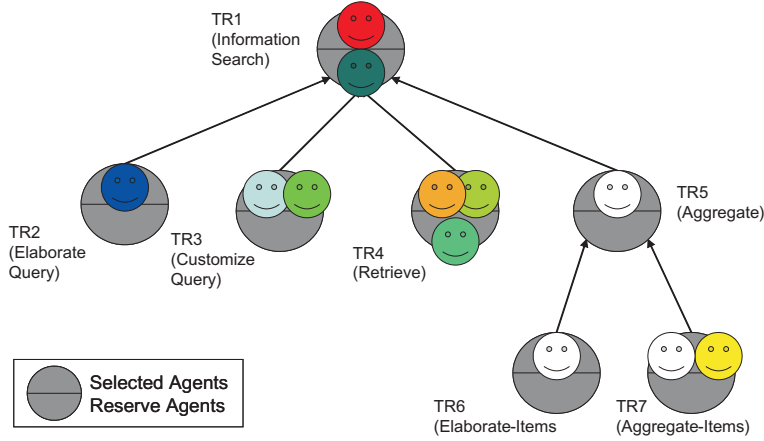 TR1
(Information
Search)
TR2
(Elaborate
Query)
TR3
(Customize
Query)
TR4
(Retrieve)
TR5
(Aggregate)
TR6
(Elaborate-Items
TR7
(Aggregate-Items)
Selected Agents
Reserve Agents